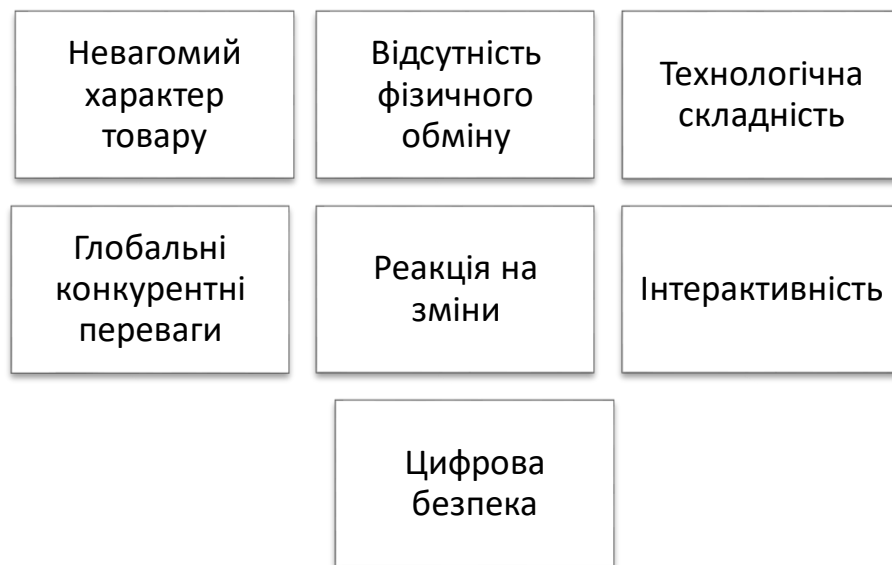 Невагомий
характер
товару
Відсутність
фізичного
обміну
Технологічна
складність
Глобальні
конкурентні
переваги
Реакція на
зміни
Інтерактивність
Цифрова
безпека